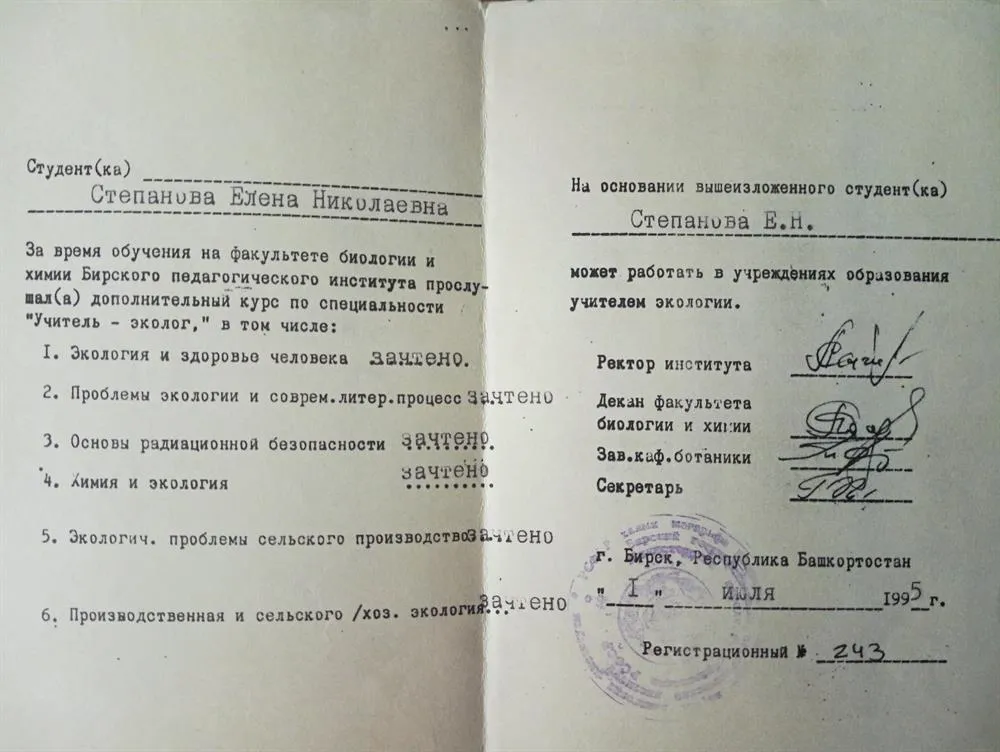 Студент(ка)
Степанова Елена Николаевна
За время обучения на факультете биологии и
химии Бирского педагогического института прослу-
шал(а) дополнительный курс по специальности
"Учитель - эколог," в том числе:
I. Экология и здоровье человека зачтено.
2. Проблемы экологии и соврем.литер.процесс зачтено
3. Основы радиационной безопасности зачтено
4. Химия и экология зачтено
5. Экологич. проблемы сельского производства зачтено
6. Производственная и сельского /хоз. экология... зачтено
На основании вышеизложенного студент(ка)
Степанова Е.Н.
может работать в учреждениях образования
учителем экологии.
Ректор института
Декан факультета
биологии и химии
Зав.каф.ботаники
Секретарь
г. Бирск, Республика Башкортостан
"I" ИЮЛЯ 1995 г.
Регистрационный № 243